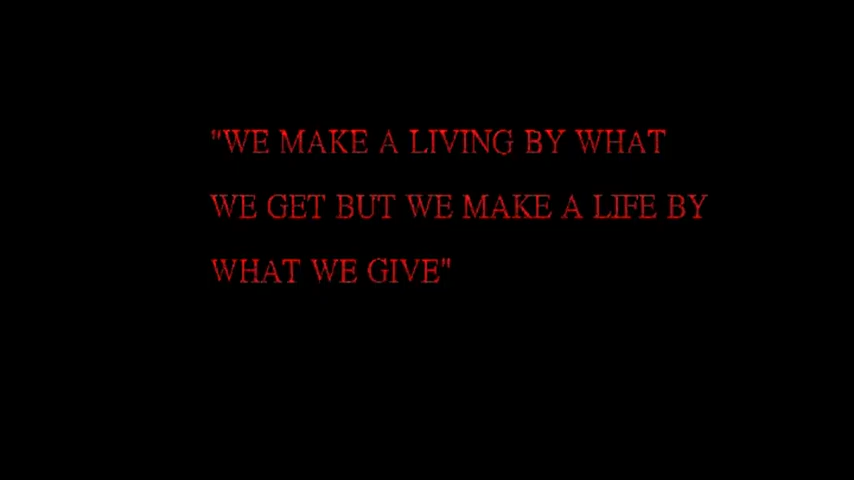 "WE MAKE A LIVING BY WHAT
WE GET BUT WE MAKE A LIFE BY
WHAT WE GIVE"